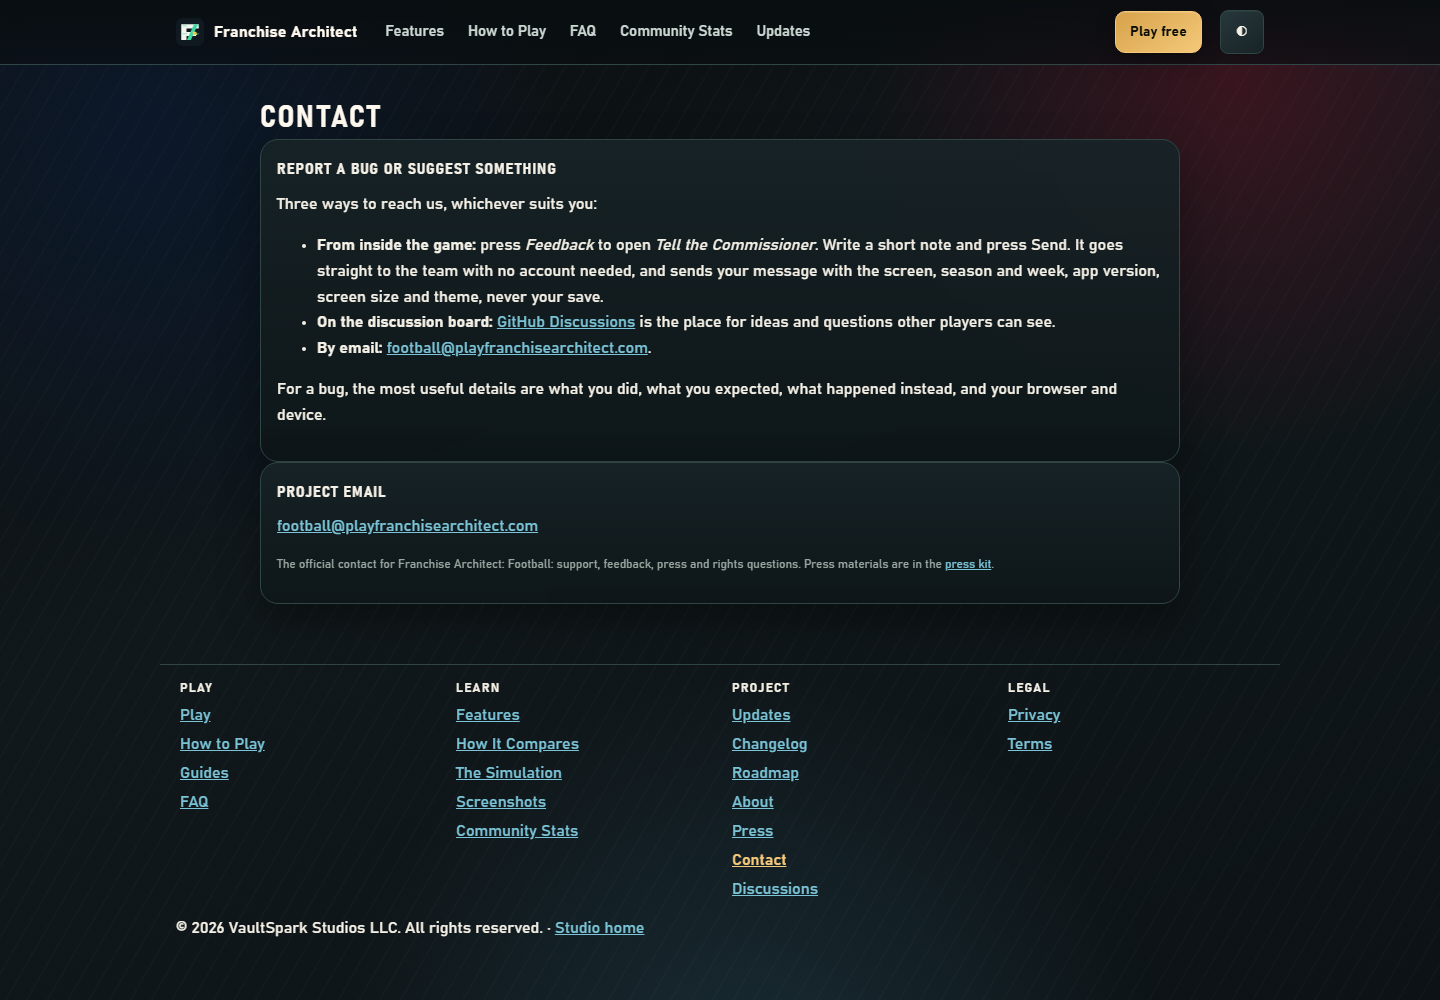 Franchise Architect
Features
How to Play
FAQ
Community Stats
Updates
Play free
CONTACT
REPORT A BUG OR SUGGEST SOMETHING
Three ways to reach us, whichever suits you:
• From inside the game: press Feedback to open Tell the Commissioner. Write a short note and press Send. It goes
straight to the team with no account needed, and sends your message with the screen, season and week, app version,
screen size and theme, never your save.
• On the discussion board: GitHub Discussions is the place for ideas and questions other players can see.
• By email: football@playfranchisearchitect.com.
For a bug, the most useful details are what you did, what you expected, what happened instead, and your browser and
device.
PROJECT EMAIL
football@playfranchisearchitect.com
The official contact for Franchise Architect: Football: support, feedback, press and rights questions. Press materials are in the press kit.
PLAY
Play
How to Play
Guides
FAQ
LEARN
Features
How It Compares
The Simulation
Screenshots
Community Stats
PROJECT
Updates
Changelog
Roadmap
About
Press
Contact
Discussions
LEGAL
Privacy
Terms
© 2026 VaultSpark Studios LLC. All rights reserved. · Studio home